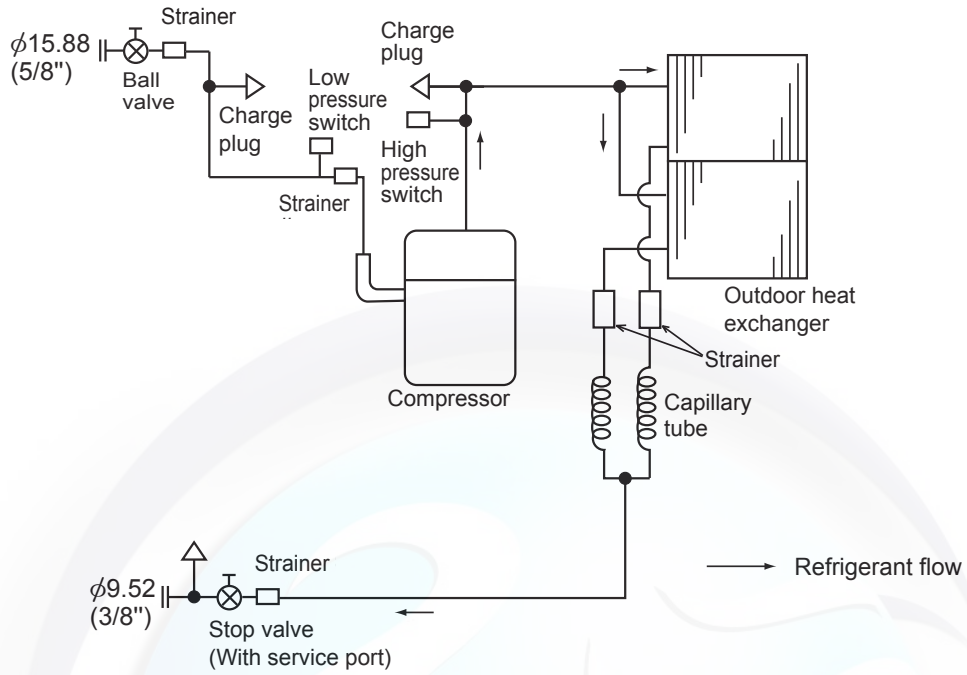 Strainer
ϕ15.88
(5/8")
Ball
valve
Charge
plug
Low
pressure
switch
Strainer
Charge
plug
High
pressure
switch
Compressor
Outdoor heat
exchanger
Strainer
Capillary
tube
Refrigerant flow
ϕ9.52
(3/8")
Strainer
Stop valve
(With service port)